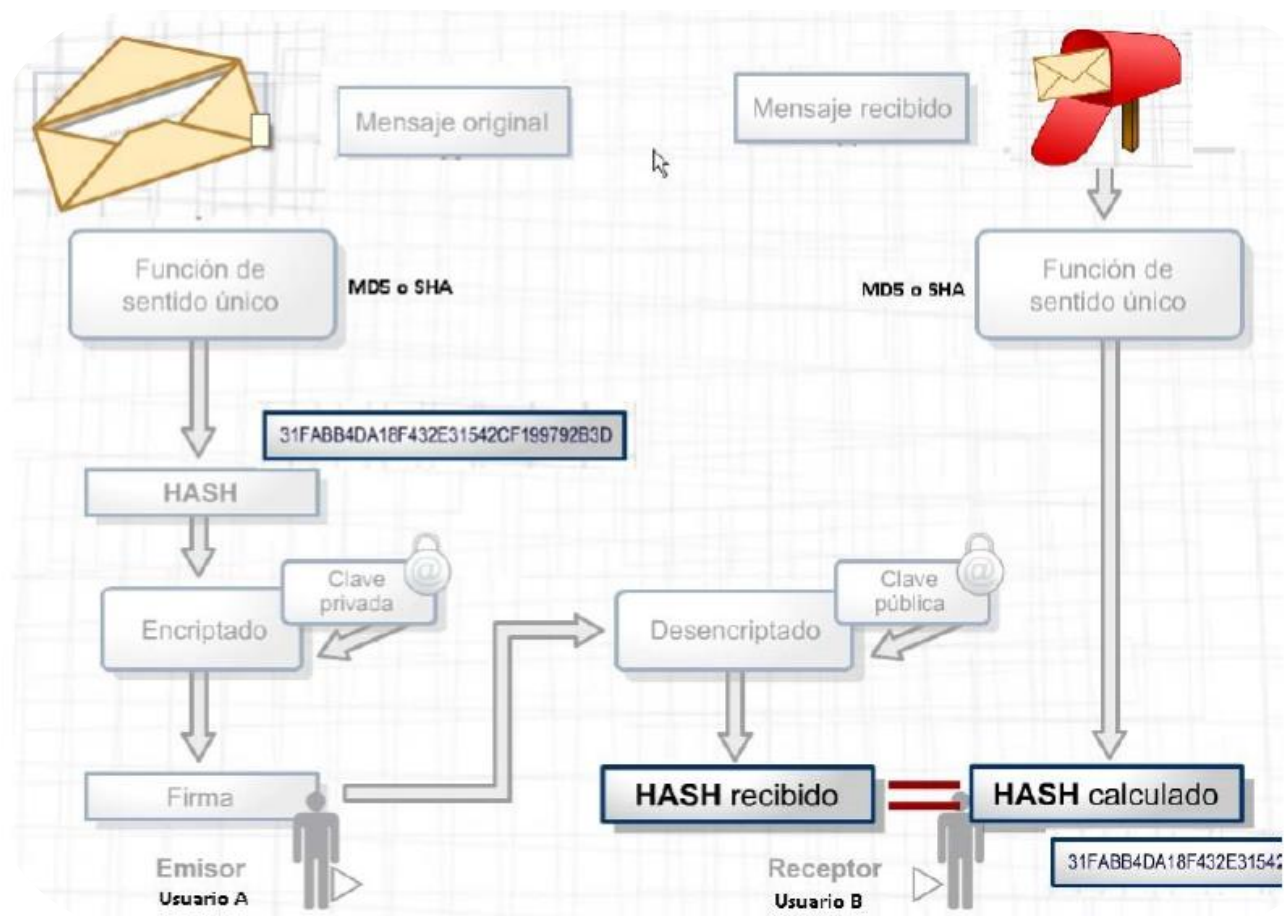 Mensaje original
Mensaje recibido
Función de
sentido único
MD5 o SHA
MD5 o SHA
Función de
sentido único
31FABB4DA18F432E31542CF199792B3D
HASH
Clave
privada
Encriptado
Clave
pública
Desencriptado
Firma
HASH recibido
HASH calculado
Emisor
Usuario A
Receptor
Usuario B
31FABB4DA18F432E31542